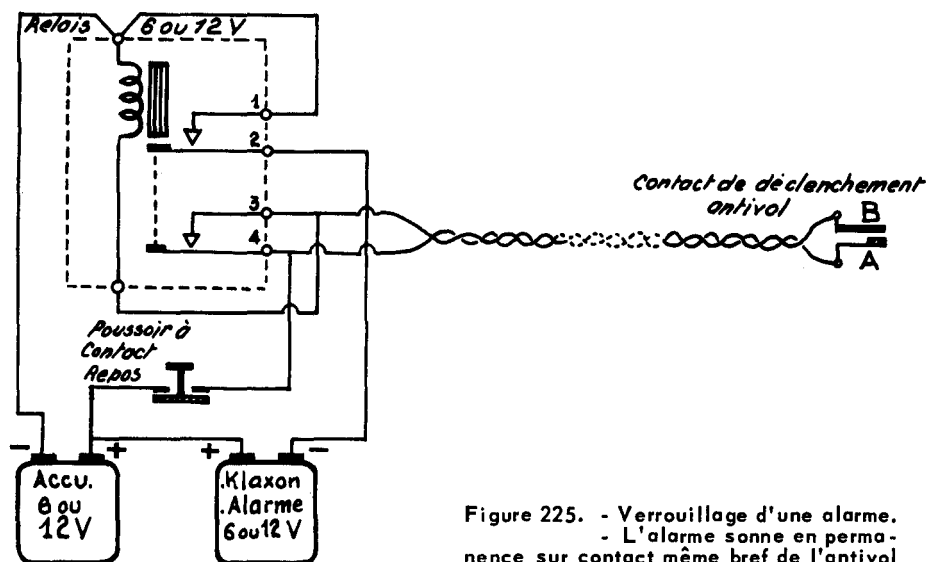 Relais 6 ou 12 V
1
2
3
4
Contact de déclenchement
antivol
B
A
Poussoir à
Contact
Repos
- +
+ -
Accu.
6 ou
12 V
.Klaxon
.Alarme
6 ou 12 V
Figure 225. - Verrouillage d'une alarme.
- L'alarme sonne en perma-
nence sur contact même bref de l'antivol